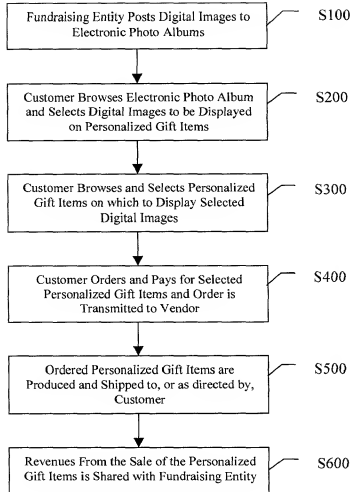 Fundraising Entity Posts Digital Images to
Electronic Photo Albums
S100
Customer Browses Electronic Photo Album
and Selects Digital Images to be Displayed
on Personalized Gift Items
S200
Customer Browses and Selects Personalized
Gift Items on which to Display Selected
Digital Images
S300
Customer Orders and Pays for Selected
Personalized Gift Items and Order is
Transmitted to Vendor
S400
Ordered Personalized Gift Items are
Produced and Shipped to, or as directed by,
Customer
S500
Revenues From the Sale of the Personalized
Gift Items is Shared with Fundraising Entity
S600